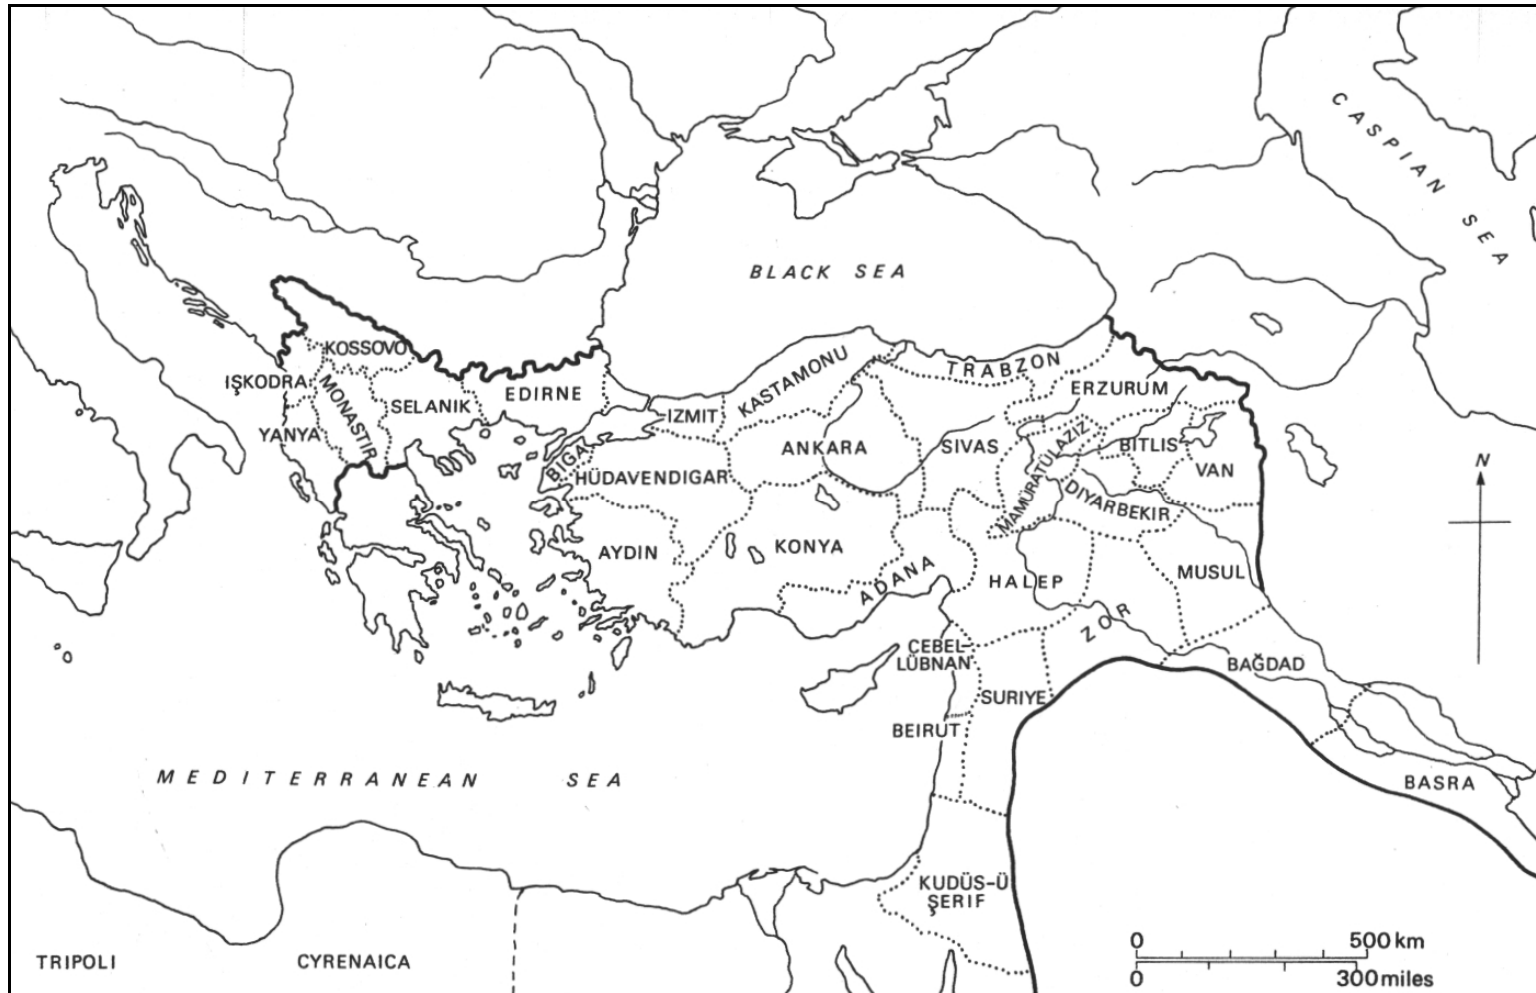 CASPIAN SEA
BLACK SEA
KOSSOVO
IŞKODRA
MONASTIR
SELANIK
EDIRNE
YANYA
IZMIT
KASTAMONU
TRABZON
ERZURUM
BIGA
HÜDAVENDIGAR
ANKARA
SIVAS
MAMÜRATÜLAZIZ
BITLIS
VAN
DIYARBEKIR
N
AYDIN
KONYA
ADANA
HALEP
MUSUL
ZOR
CEBEL-
LÜBNAN
BAĞDAD
SURIYE
BEIRUT
MEDITERRANEAN SEA
BASRA
KUDÜS-Ü
ŞERIF
TRIPOLI
CYRENAICA
0 500 km
0 300 miles